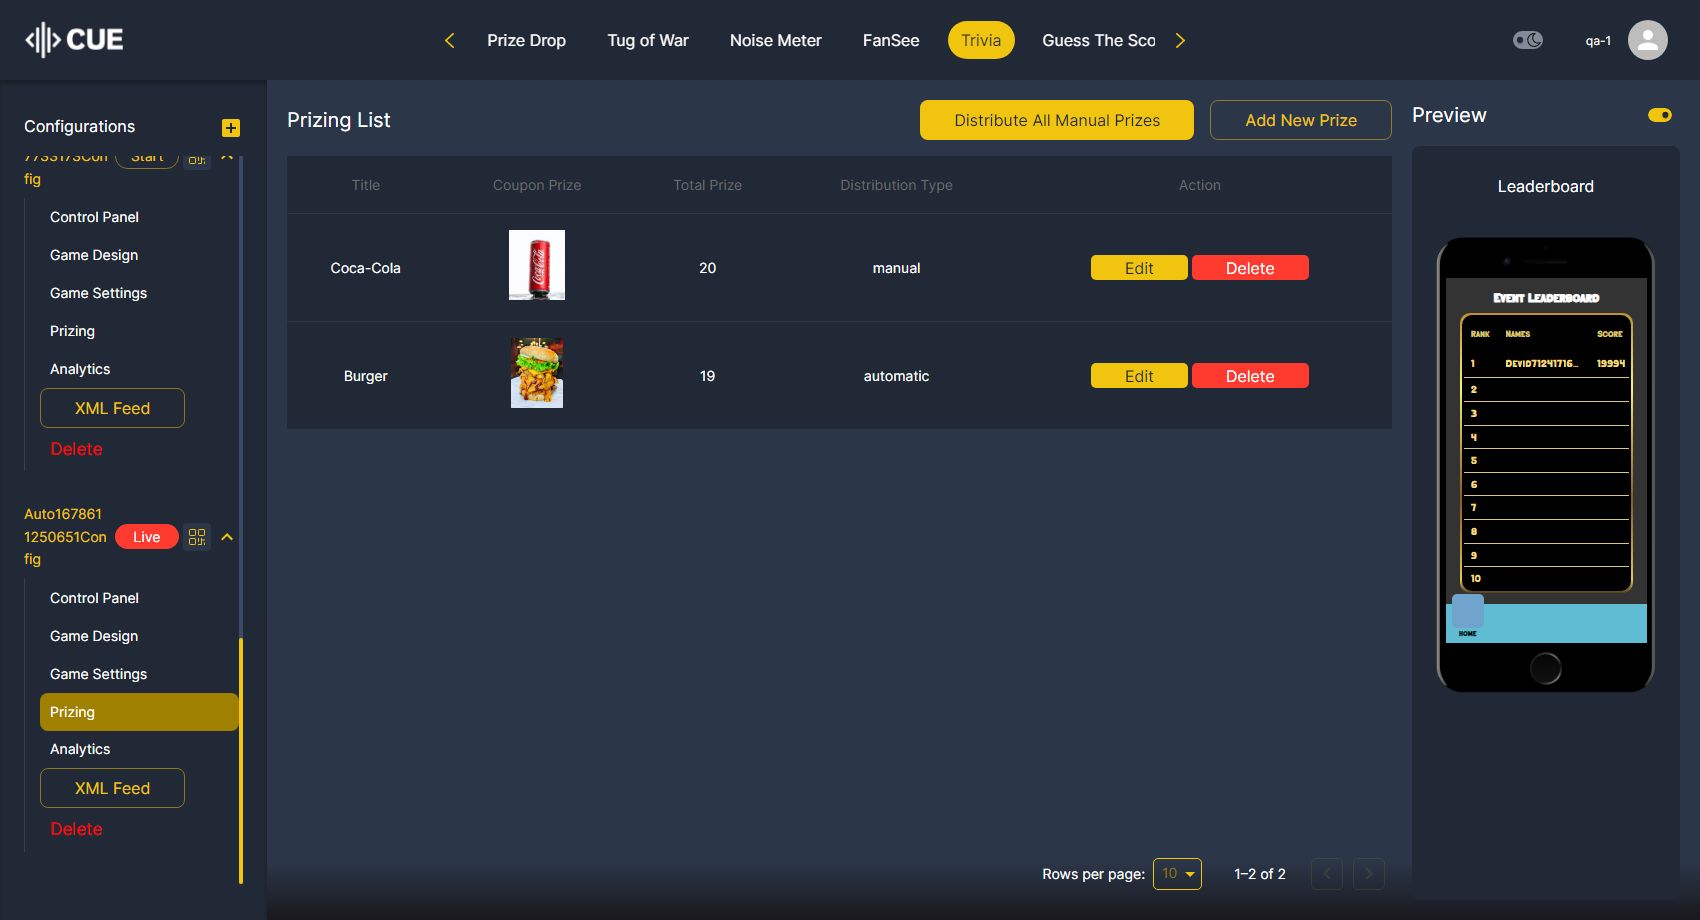 CUE
Prize Drop
Tug of War
Noise Meter
FanSee
Trivia
Guess The Sco
qa-1
Configurations
7733173Con
fig
Start
Control Panel
Game Design
Game Settings
Prizing
Analytics
XML Feed
Delete
Auto167861
1250651Con
fig
Live
Control Panel
Game Design
Game Settings
Prizing
Analytics
XML Feed
Delete
Prizing List
Distribute All Manual Prizes
Add New Prize
Title Coupon Prize Total Prize Distribution Type Action
Coca-Cola 20 manual Edit Delete
Coca-Cola
Burger 19 automatic Edit Delete
Rows per page: 10 1–2 of 2
Preview
Leaderboard
Event Leaderboard
Rank Names Score
1 Devid71241716... 19994
2
3
4
5
6
7
8
9
10
HOME